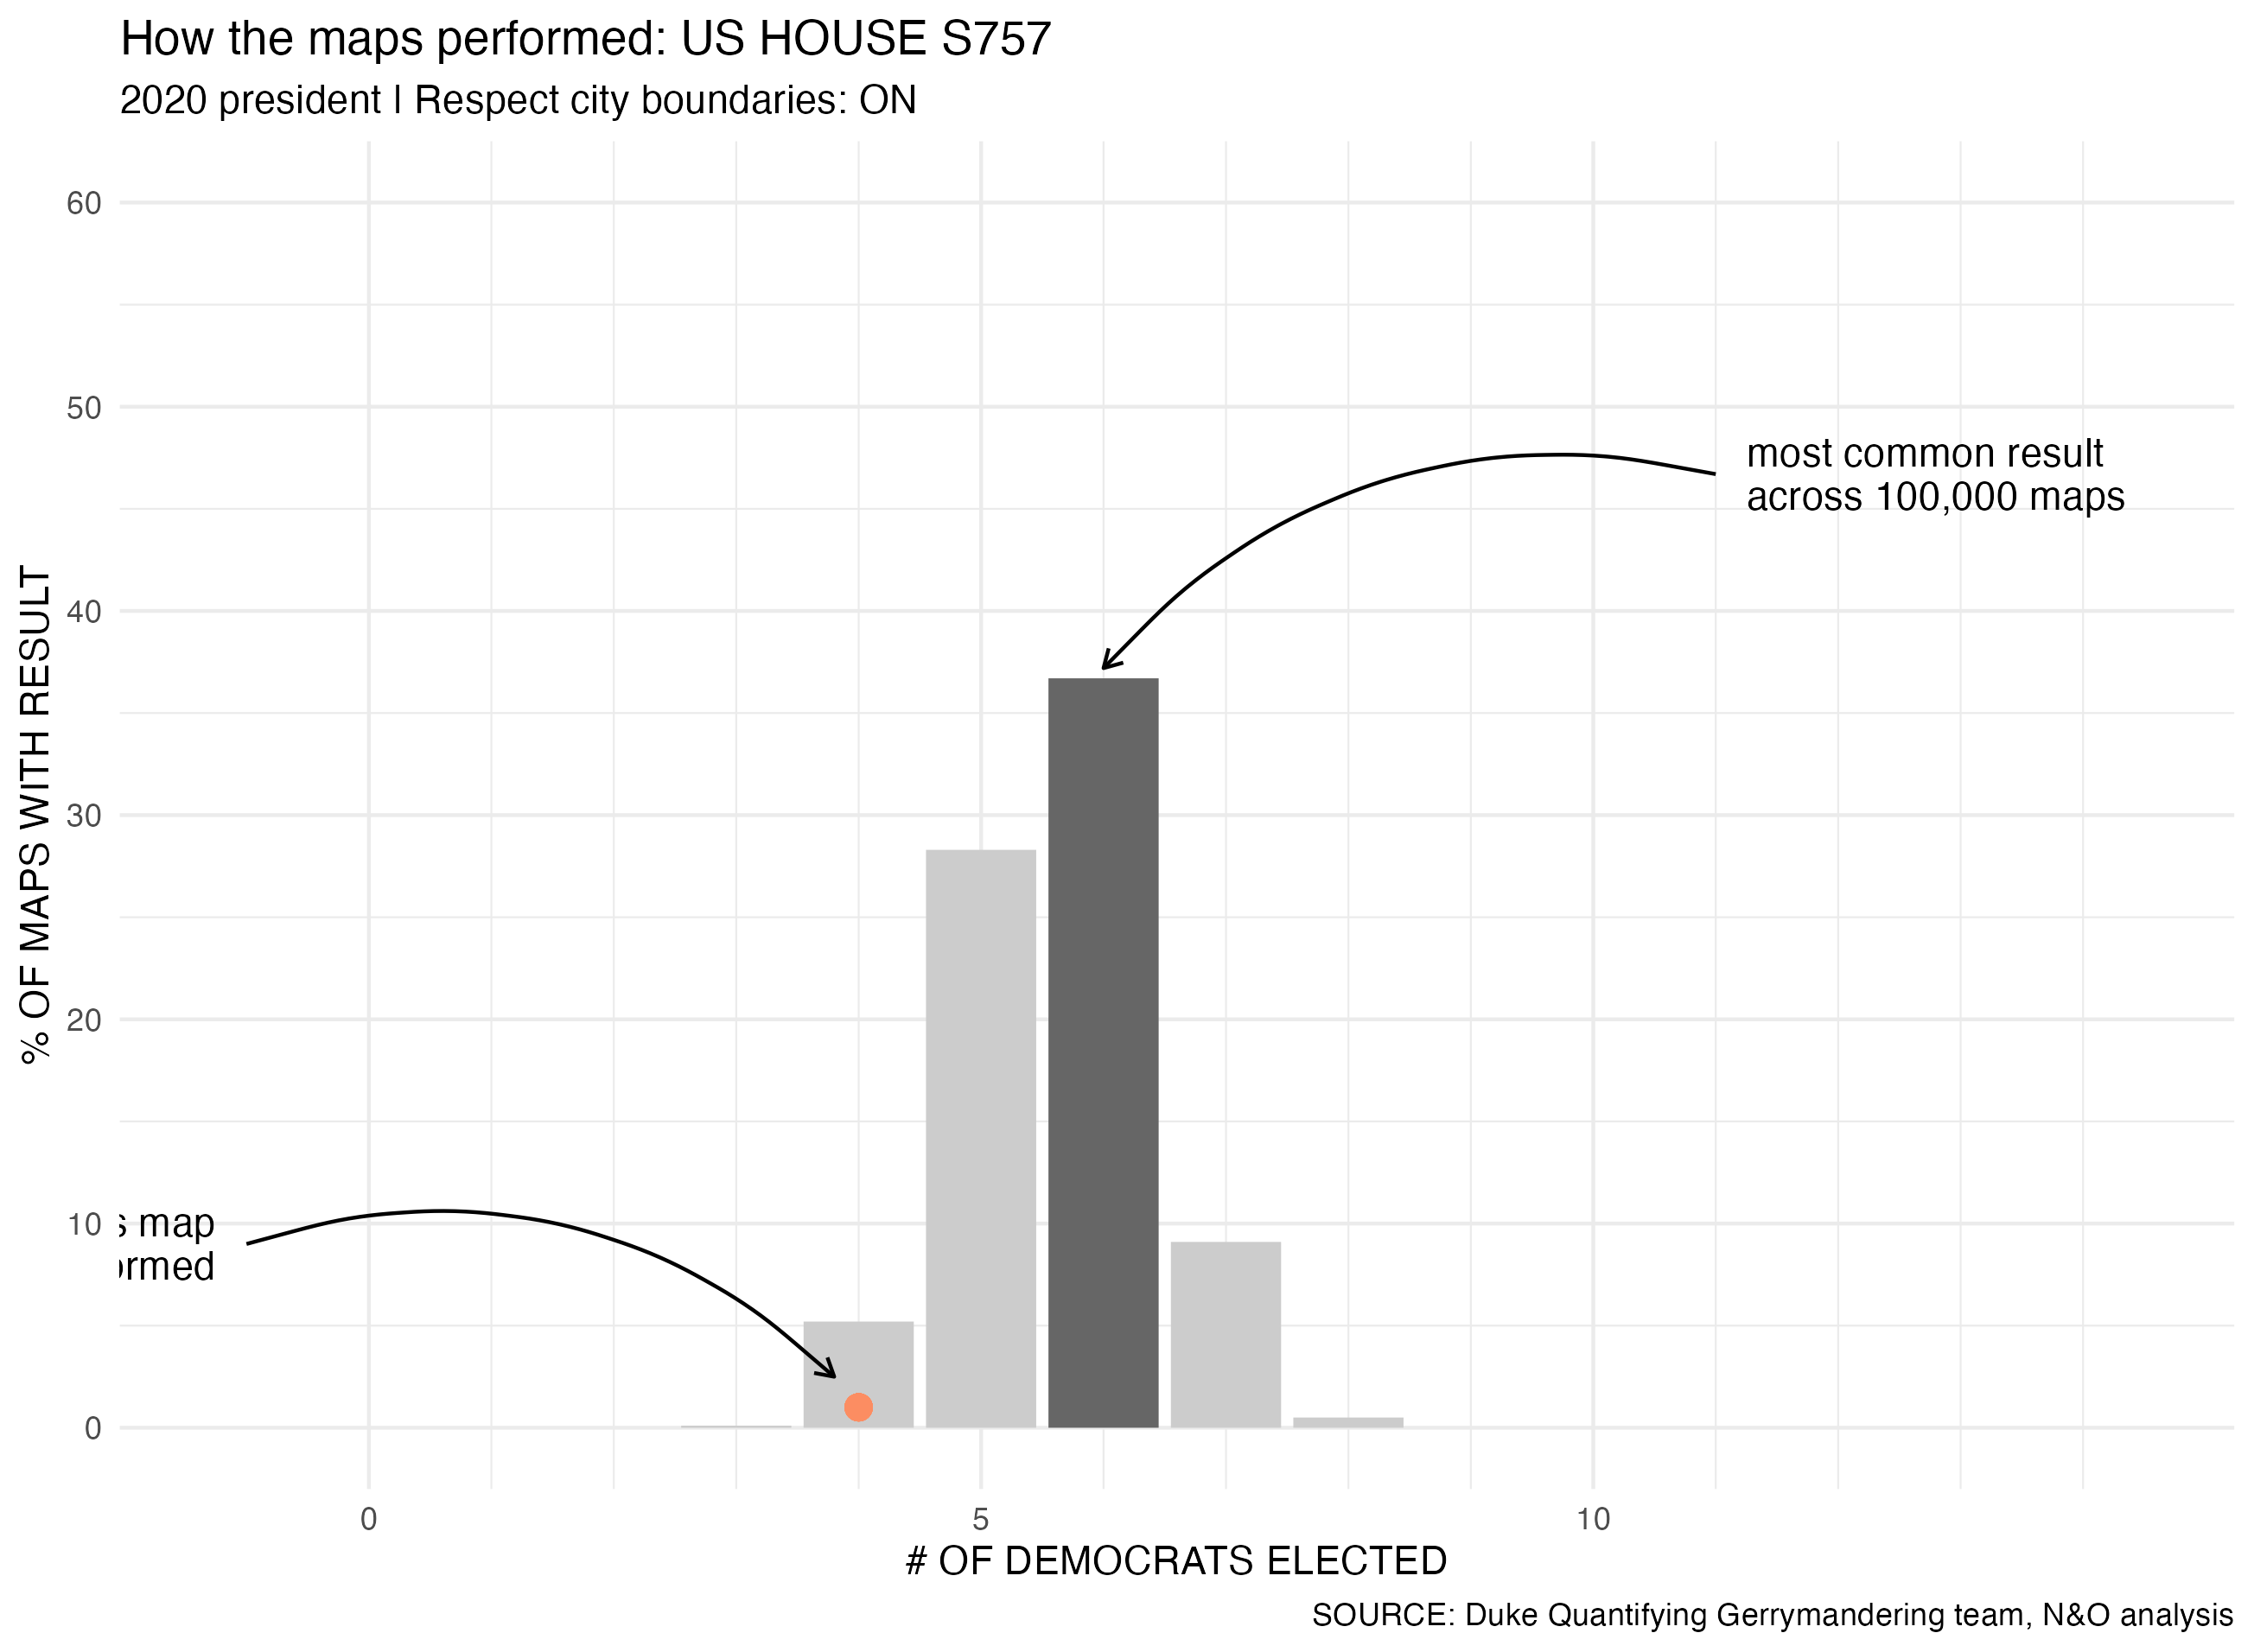 How the maps performed: US HOUSE S757
2020 president | Respect city boundaries: ON
% OF MAPS WITH RESULT
60
50
40
30
20
10
0
most common result
across 100,000 maps
map
0
5
10
# OF DEMOCRATS ELECTED
SOURCE: Duke Quantifying Gerrymandering team, N&O analysis